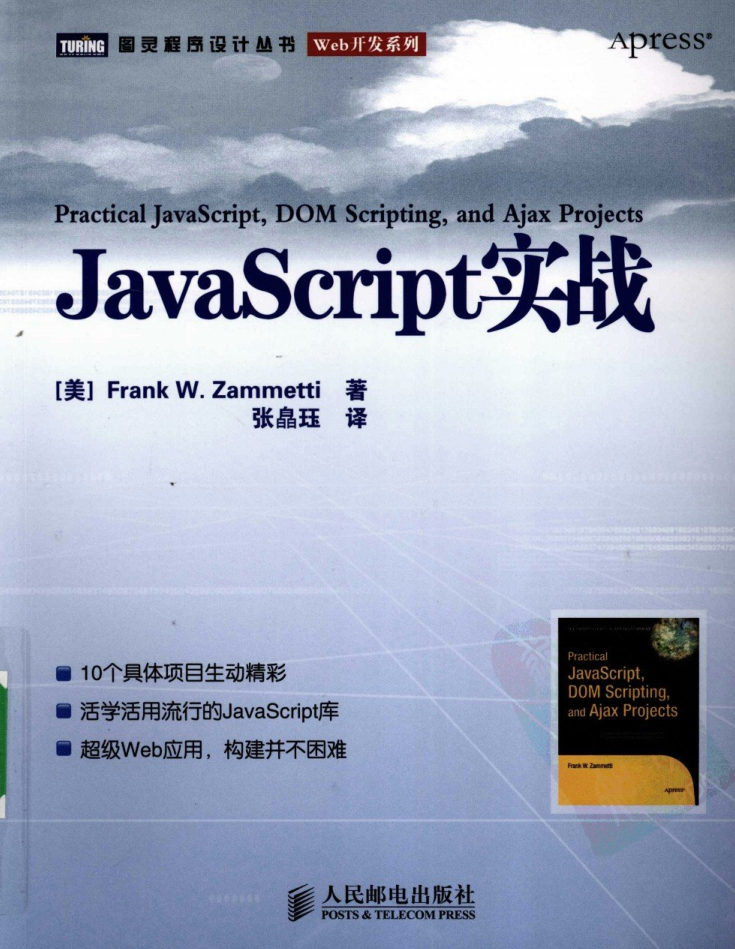 TURING 图灵程序设计丛书 Web开发系列
Apress®
Practical JavaScript, DOM Scripting, and Ajax Projects
JavaScript实战
[美] Frank W. Zammetti 著
张皛珏 译
10个具体项目生动精彩
活学活用流行的JavaScript库
超级Web应用，构建并不困难
Practical
JavaScript,
DOM Scripting,
and Ajax Projects
Frank W. Zammetti
Apress®
人民邮电出版社
POSTS & TELECOM PRESS